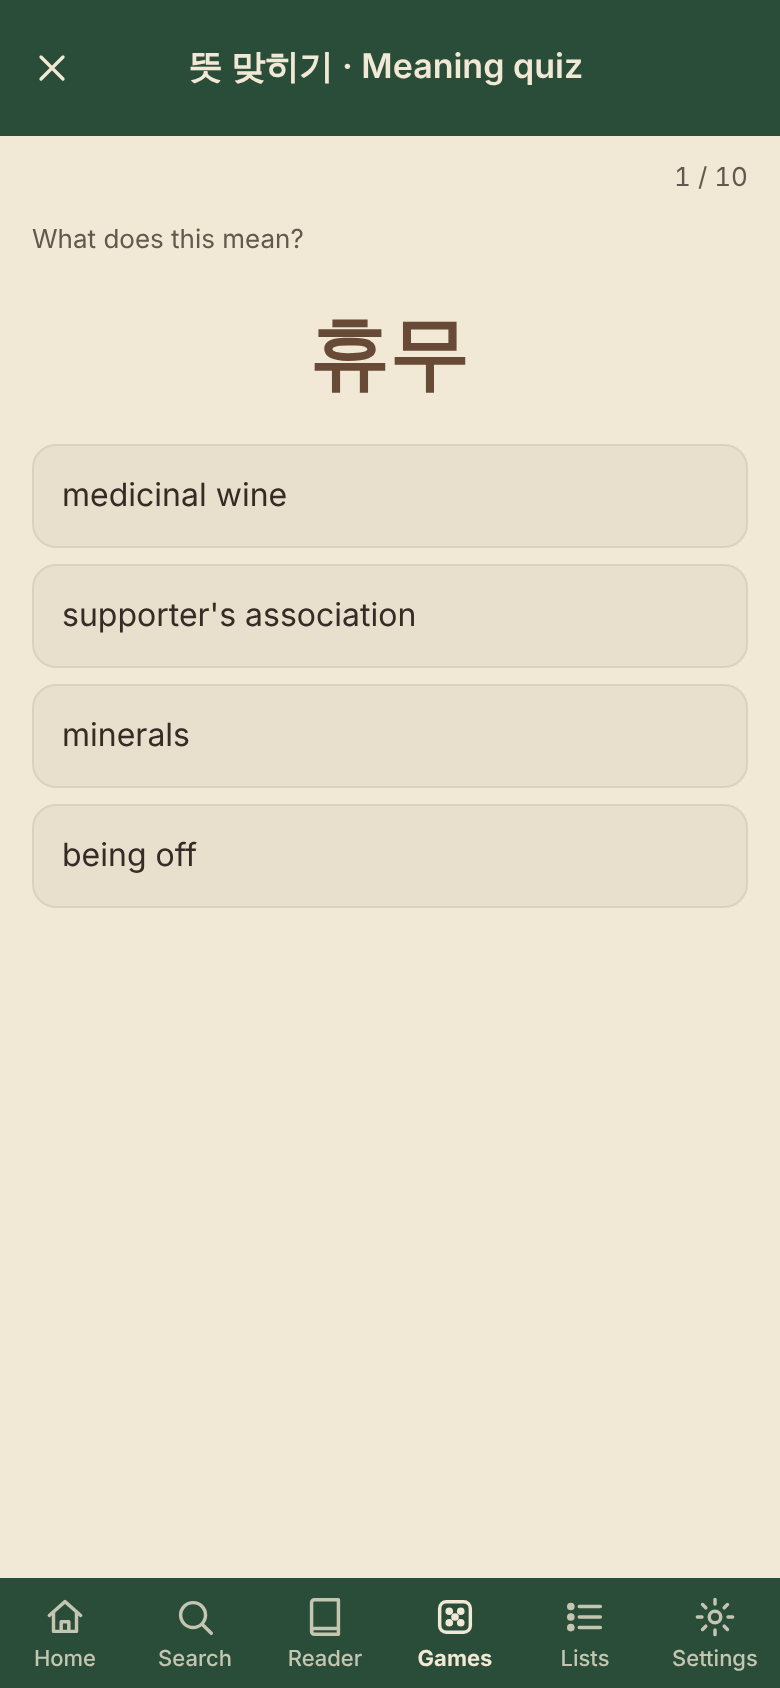 뜻 맞히기 · Meaning quiz
1 / 10
What does this mean?
휴무
medicinal wine
supporter's association
minerals
being off
Home Search Reader Games Lists Settings